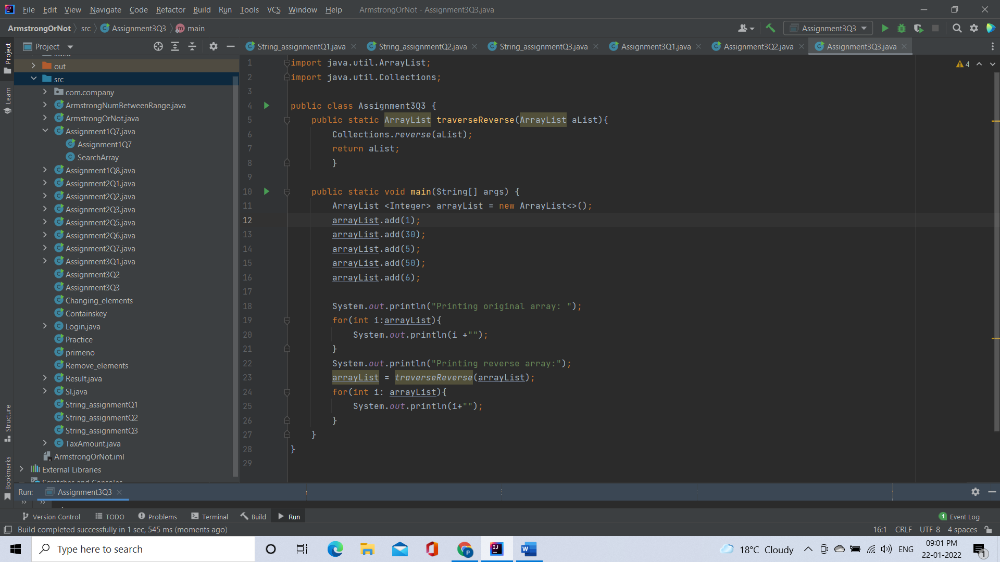 File Edit View Navigate Code Refactor Build Run Tools VCS Window Help ArmstrongOrNot - Assignment3Q3.java
ArmstrongOrNot src Assignment3Q3 main Assignment3Q3
Project String_assignmentQ1.java String_assignmentQ2.java String_assignmentQ3.java Assignment3Q1.java Assignment3Q2.java Assignment3Q3.java
Project
Learn
Structure
Bookmarks
out
src
com.company
ArmstrongNumBetweenRange.java
ArmstrongOrNot.java
Assignment1Q7.java
Assignment1Q7
SearchArray
Assignment1Q8.java
Assignment2Q1.java
Assignment2Q2.java
Assignment2Q3.java
Assignment2Q5.java
Assignment2Q6.java
Assignment2Q7.java
Assignment3Q1.java
Assignment3Q2
Assignment3Q3
Changing_elements
Containskey
Login.java
Practice
primeno
Remove_elements
Result.java
SI.java
String_assignmentQ1
String_assignmentQ2
String_assignmentQ3
TaxAmount.java
ArmstrongOrNot.iml
External Libraries
Scratches and Consoles
4
1 import java.util.ArrayList;
2 import java.util.Collections;
3
4 public class Assignment3Q3 {
5 public static ArrayList traverseReverse(ArrayList aList){
6 Collections.reverse(aList);
7 return aList;
8 }
9
10 public static void main(String[] args) {
11 ArrayList <Integer> arrayList = new ArrayList<>();
12 arrayList.add(1);
13 arrayList.add(30);
14 arrayList.add(5);
15 arrayList.add(50);
16 arrayList.add(6);
17
18 System.out.println("Printing original array: ");
19 for(int i:arrayList){
20 System.out.println(i +"");
21 }
22 System.out.println("Printing reverse array:");
23 arrayList = traverseReverse(arrayList);
24 for(int i: arrayList){
25 System.out.println(i+"");
26 }
27 }
28 }
29
Run: Assignment3Q3
Version Control TODO Problems Terminal Build Run 1 Event Log
Build completed successfully in 1 sec, 545 ms (moments ago) 16:1 CRLF UTF-8 4 spaces
Type here to search 18°C Cloudy ENG 09:01 PM
22-01-2022 1